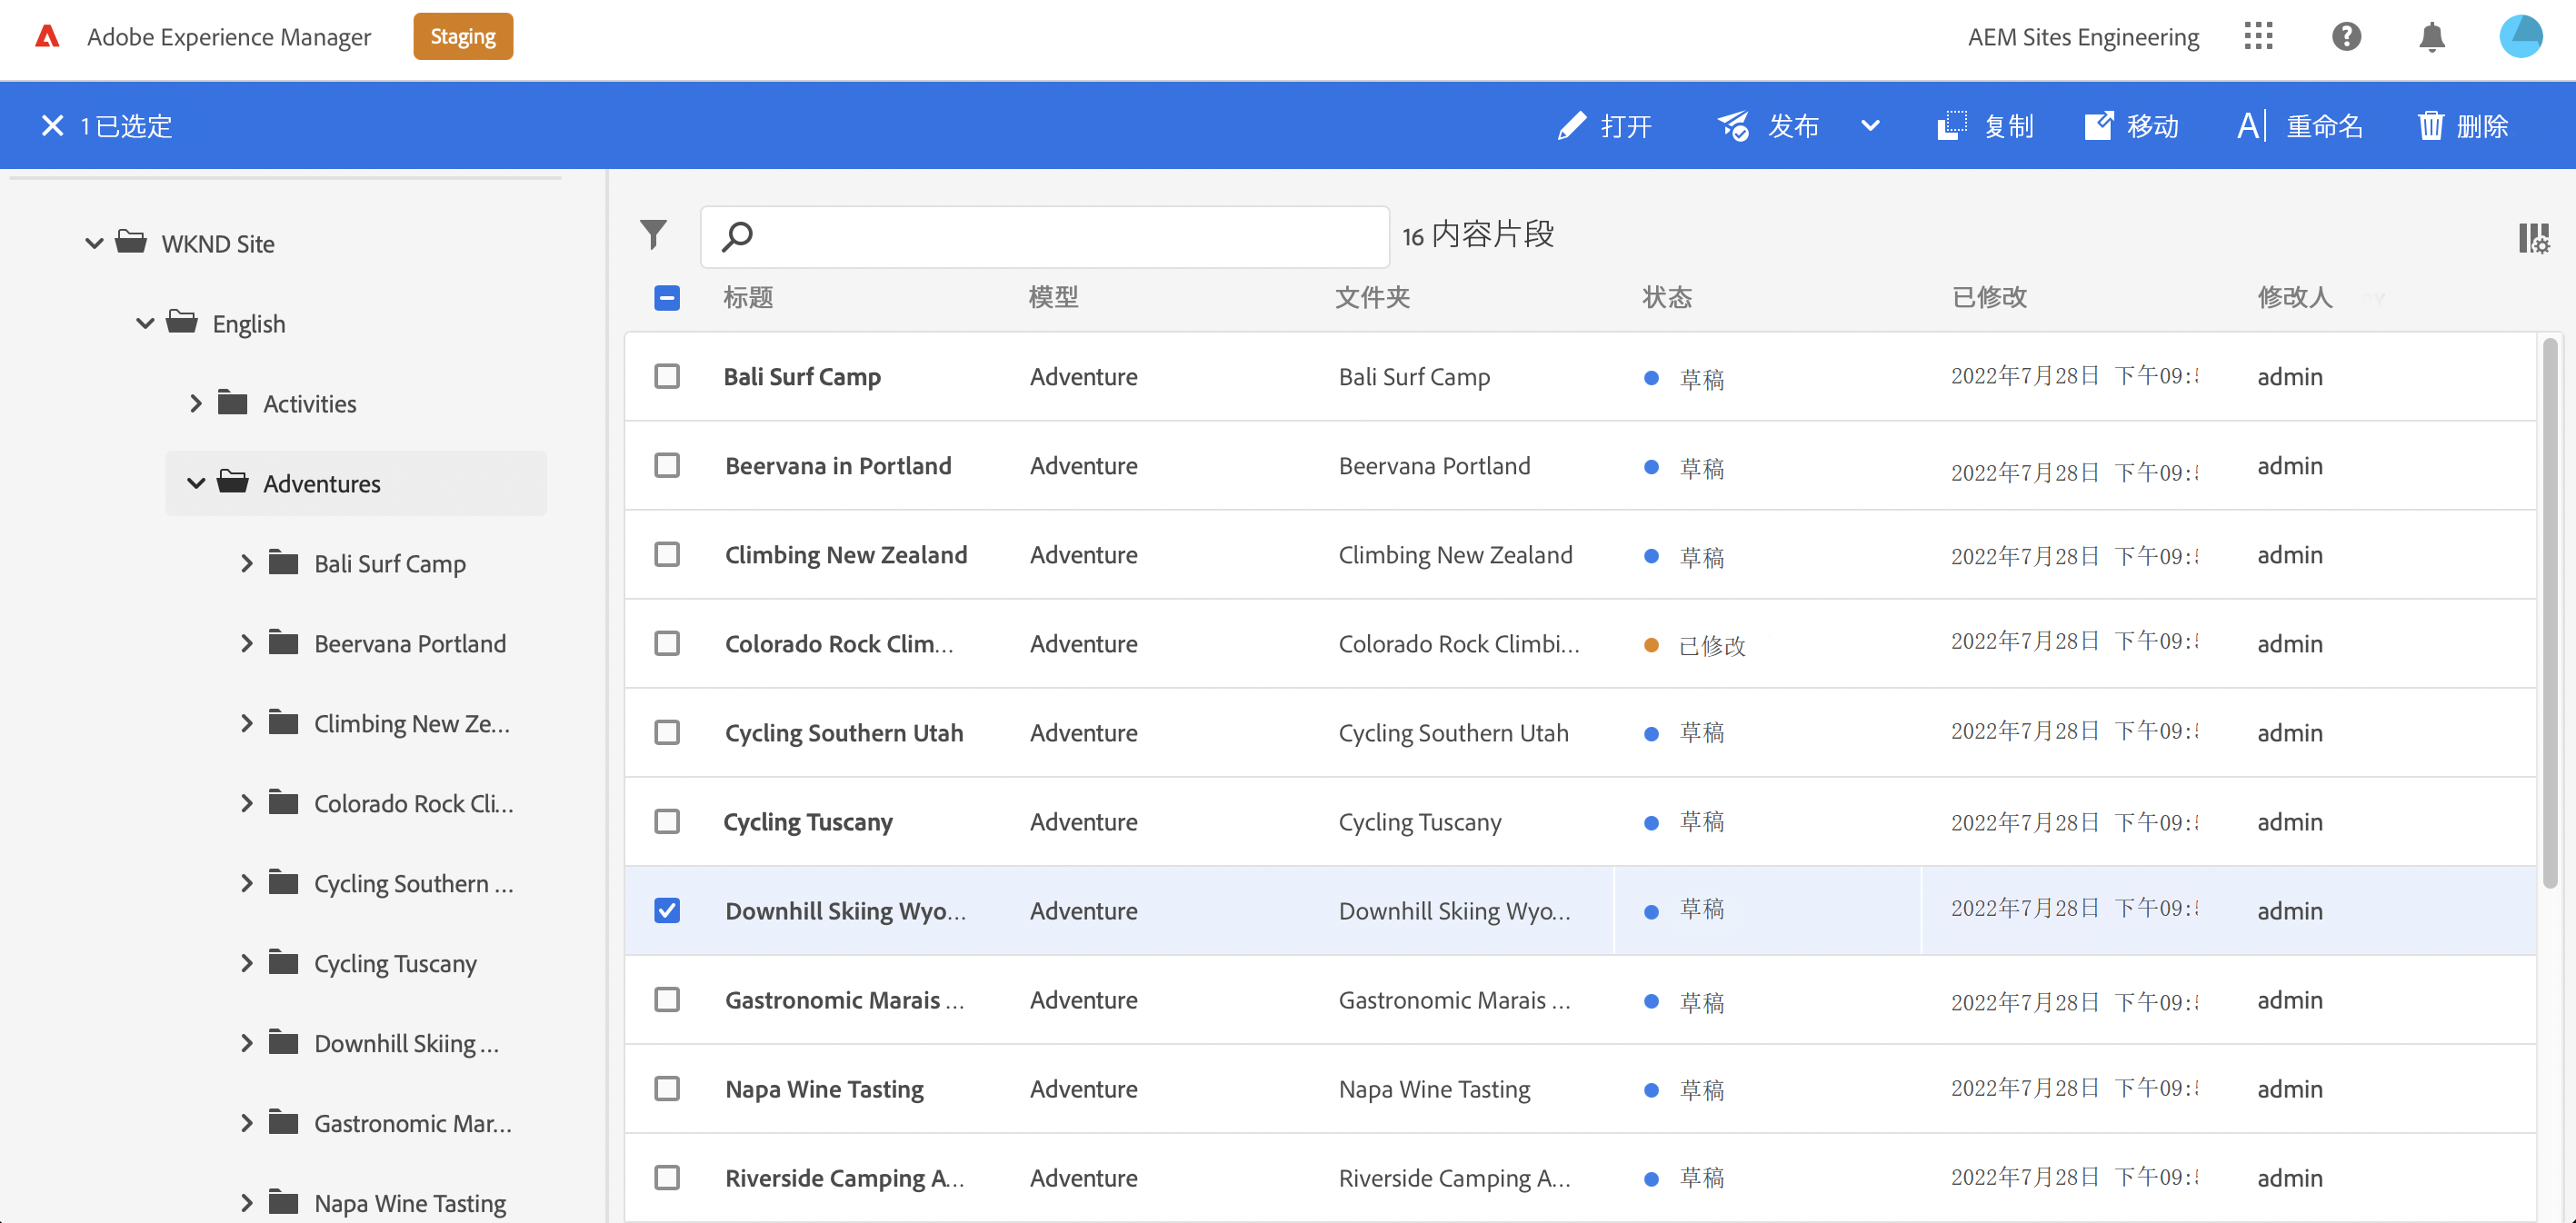 Adobe Experience Manager Staging AEM Sites Engineering
1 已选定 打开 发布 复制 移动 重命名 删除
WKND Site
English
Activities
Adventures
Bali Surf Camp
Beervana Portland
Climbing New Ze...
Colorado Rock Cli...
Cycling Southern ...
Cycling Tuscany
Downhill Skiing ...
Gastronomic Mar...
Napa Wine Tasting
16 内容片段
标题 模型 文件夹 状态 已修改 修改人
Bali Surf Camp Adventure Bali Surf Camp 草稿 2022年7月28日 下午09: admin
Beervana in Portland Adventure Beervana Portland 草稿 2022年7月28日 下午09: admin
Climbing New Zealand Adventure Climbing New Zealand 草稿 2022年7月28日 下午09: admin
Colorado Rock Clim... Adventure Colorado Rock Climbi... 已修改 2022年7月28日 下午09: admin
Cycling Southern Utah Adventure Cycling Southern Utah 草稿 2022年7月28日 下午09: admin
Cycling Tuscany Adventure Cycling Tuscany 草稿 2022年7月28日 下午09: admin
Downhill Skiing Wyo... Adventure Downhill Skiing Wyo... 草稿 2022年7月28日 下午09: admin
Gastronomic Marais ... Adventure Gastronomic Marais ... 草稿 2022年7月28日 下午09: admin
Napa Wine Tasting Adventure Napa Wine Tasting 草稿 2022年7月28日 下午09: admin
Riverside Camping A... Adventure Riverside Camping A... 草稿 2022年7月28日 下午09: admin